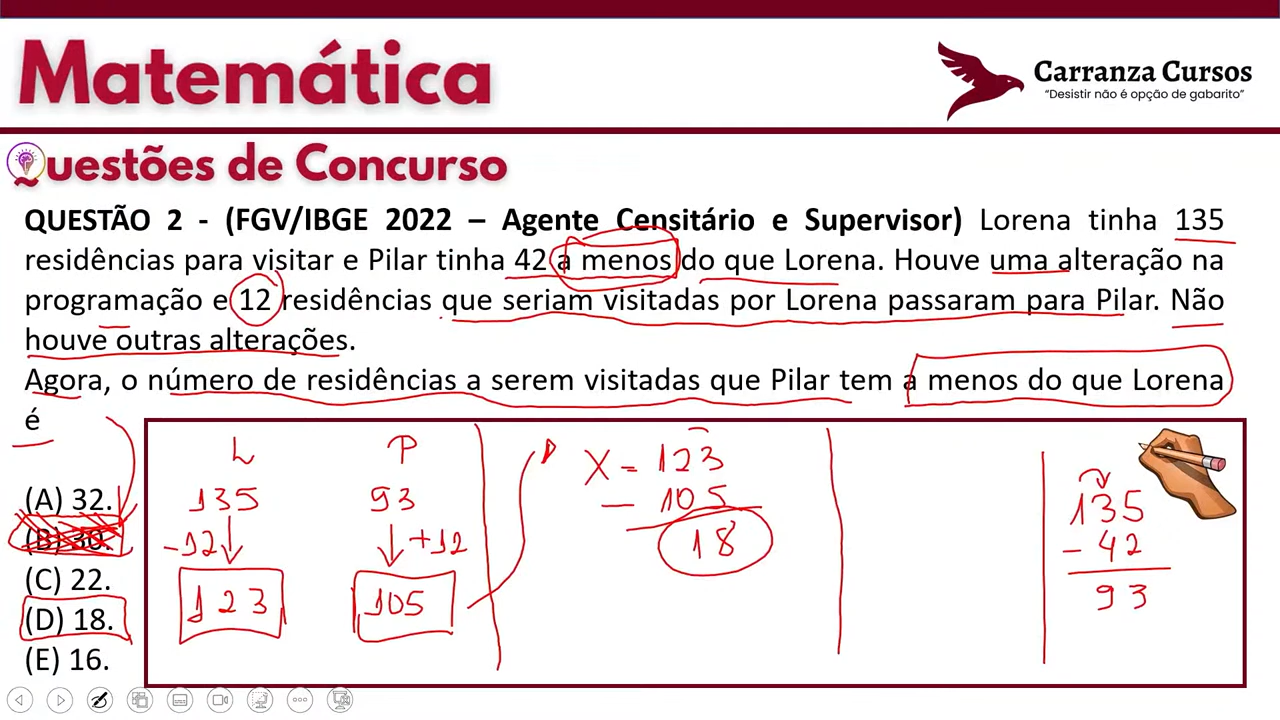 Matemática
Carranza Cursos
“Desistir não é opção de gabarito”
Questões de Concurso
QUESTÃO 2 - (FGV/IBGE 2022 – Agente Censitário e Supervisor) Lorena tinha 135
residências para visitar e Pilar tinha 42 a menos do que Lorena. Houve uma alteração na
programação e 12 residências que seriam visitadas por Lorena passaram para Pilar. Não
houve outras alterações.
Agora, o número de residências a serem visitadas que Pilar tem a menos do que Lorena
é
(A) 32.
(B) 30.
(C) 22.
(D) 18.
(E) 16.
L P
135 93
-12 +12
123 105
X = 123
- 105
18
135
- 42
93